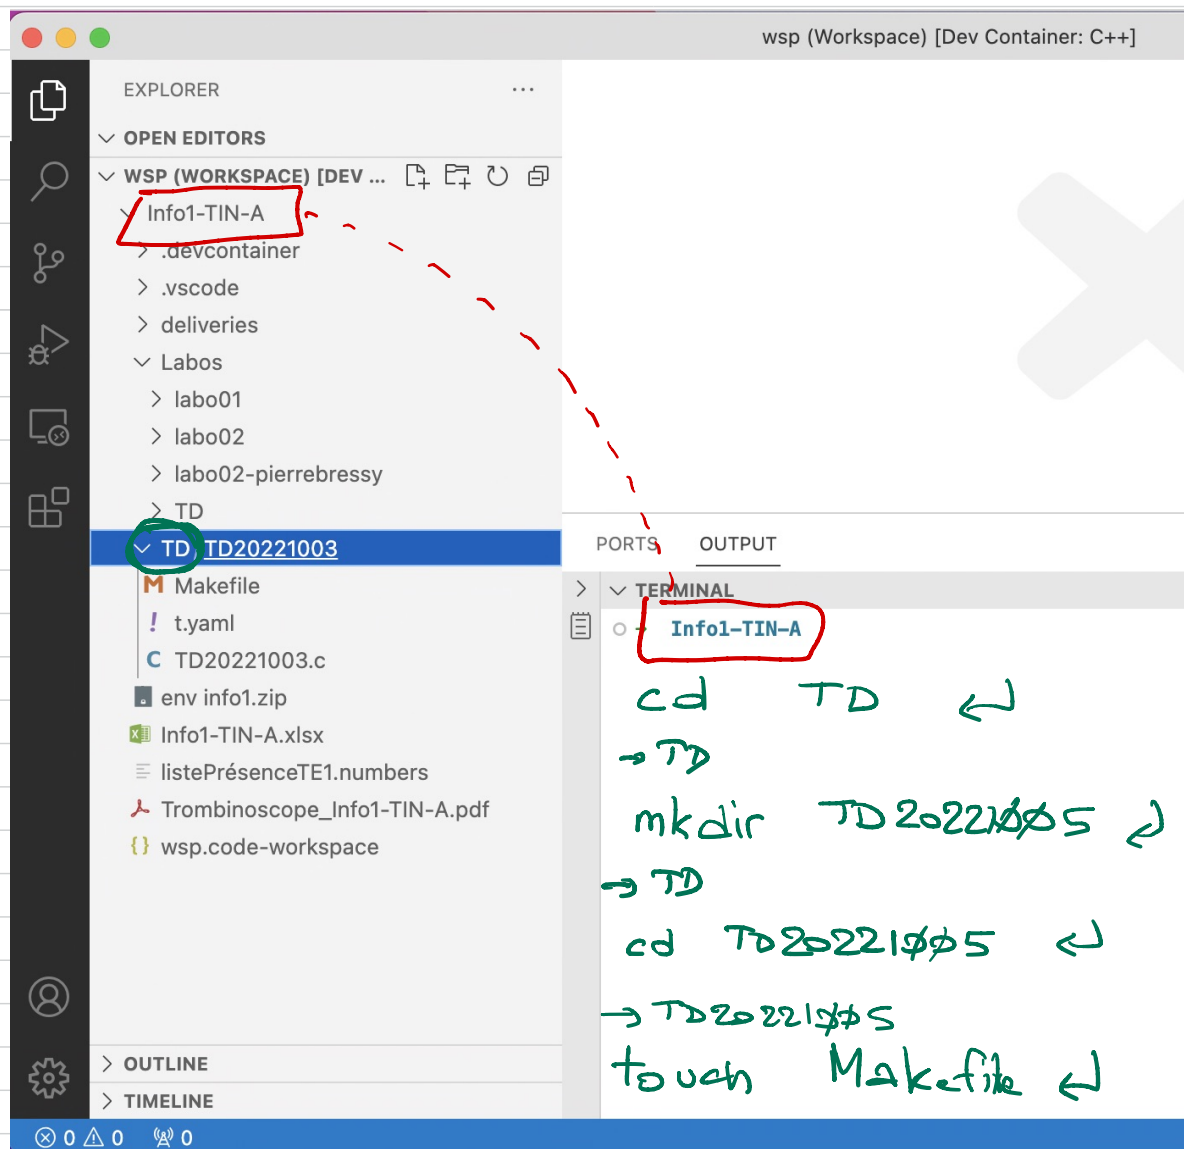 wsp (Workspace) [Dev Container: C++]
EXPLORER
OPEN EDITORS
WSP (WORKSPACE) [DEV ...
Info1-TIN-A
.devcontainer
.vscode
deliveries
Labos
labo01
labo02
labo02-pierrebressy
TD
TD TD20221003
M Makefile
! t.yaml
C TD20221003.c
env info1.zip
Info1-TIN-A.xlsx
listePrésenceTE1.numbers
Trombinoscope_Info1-TIN-A.pdf
{} wsp.code-workspace
OUTLINE
TIMELINE
0 0 0
PORTS OUTPUT
TERMINAL
→ Info1-TIN-A
cd TD ↵
→ TD
mkdir TD20221005 ↵
→ TD
cd TD20221005 ↵
→ TD20221005
touch Makefile ↵